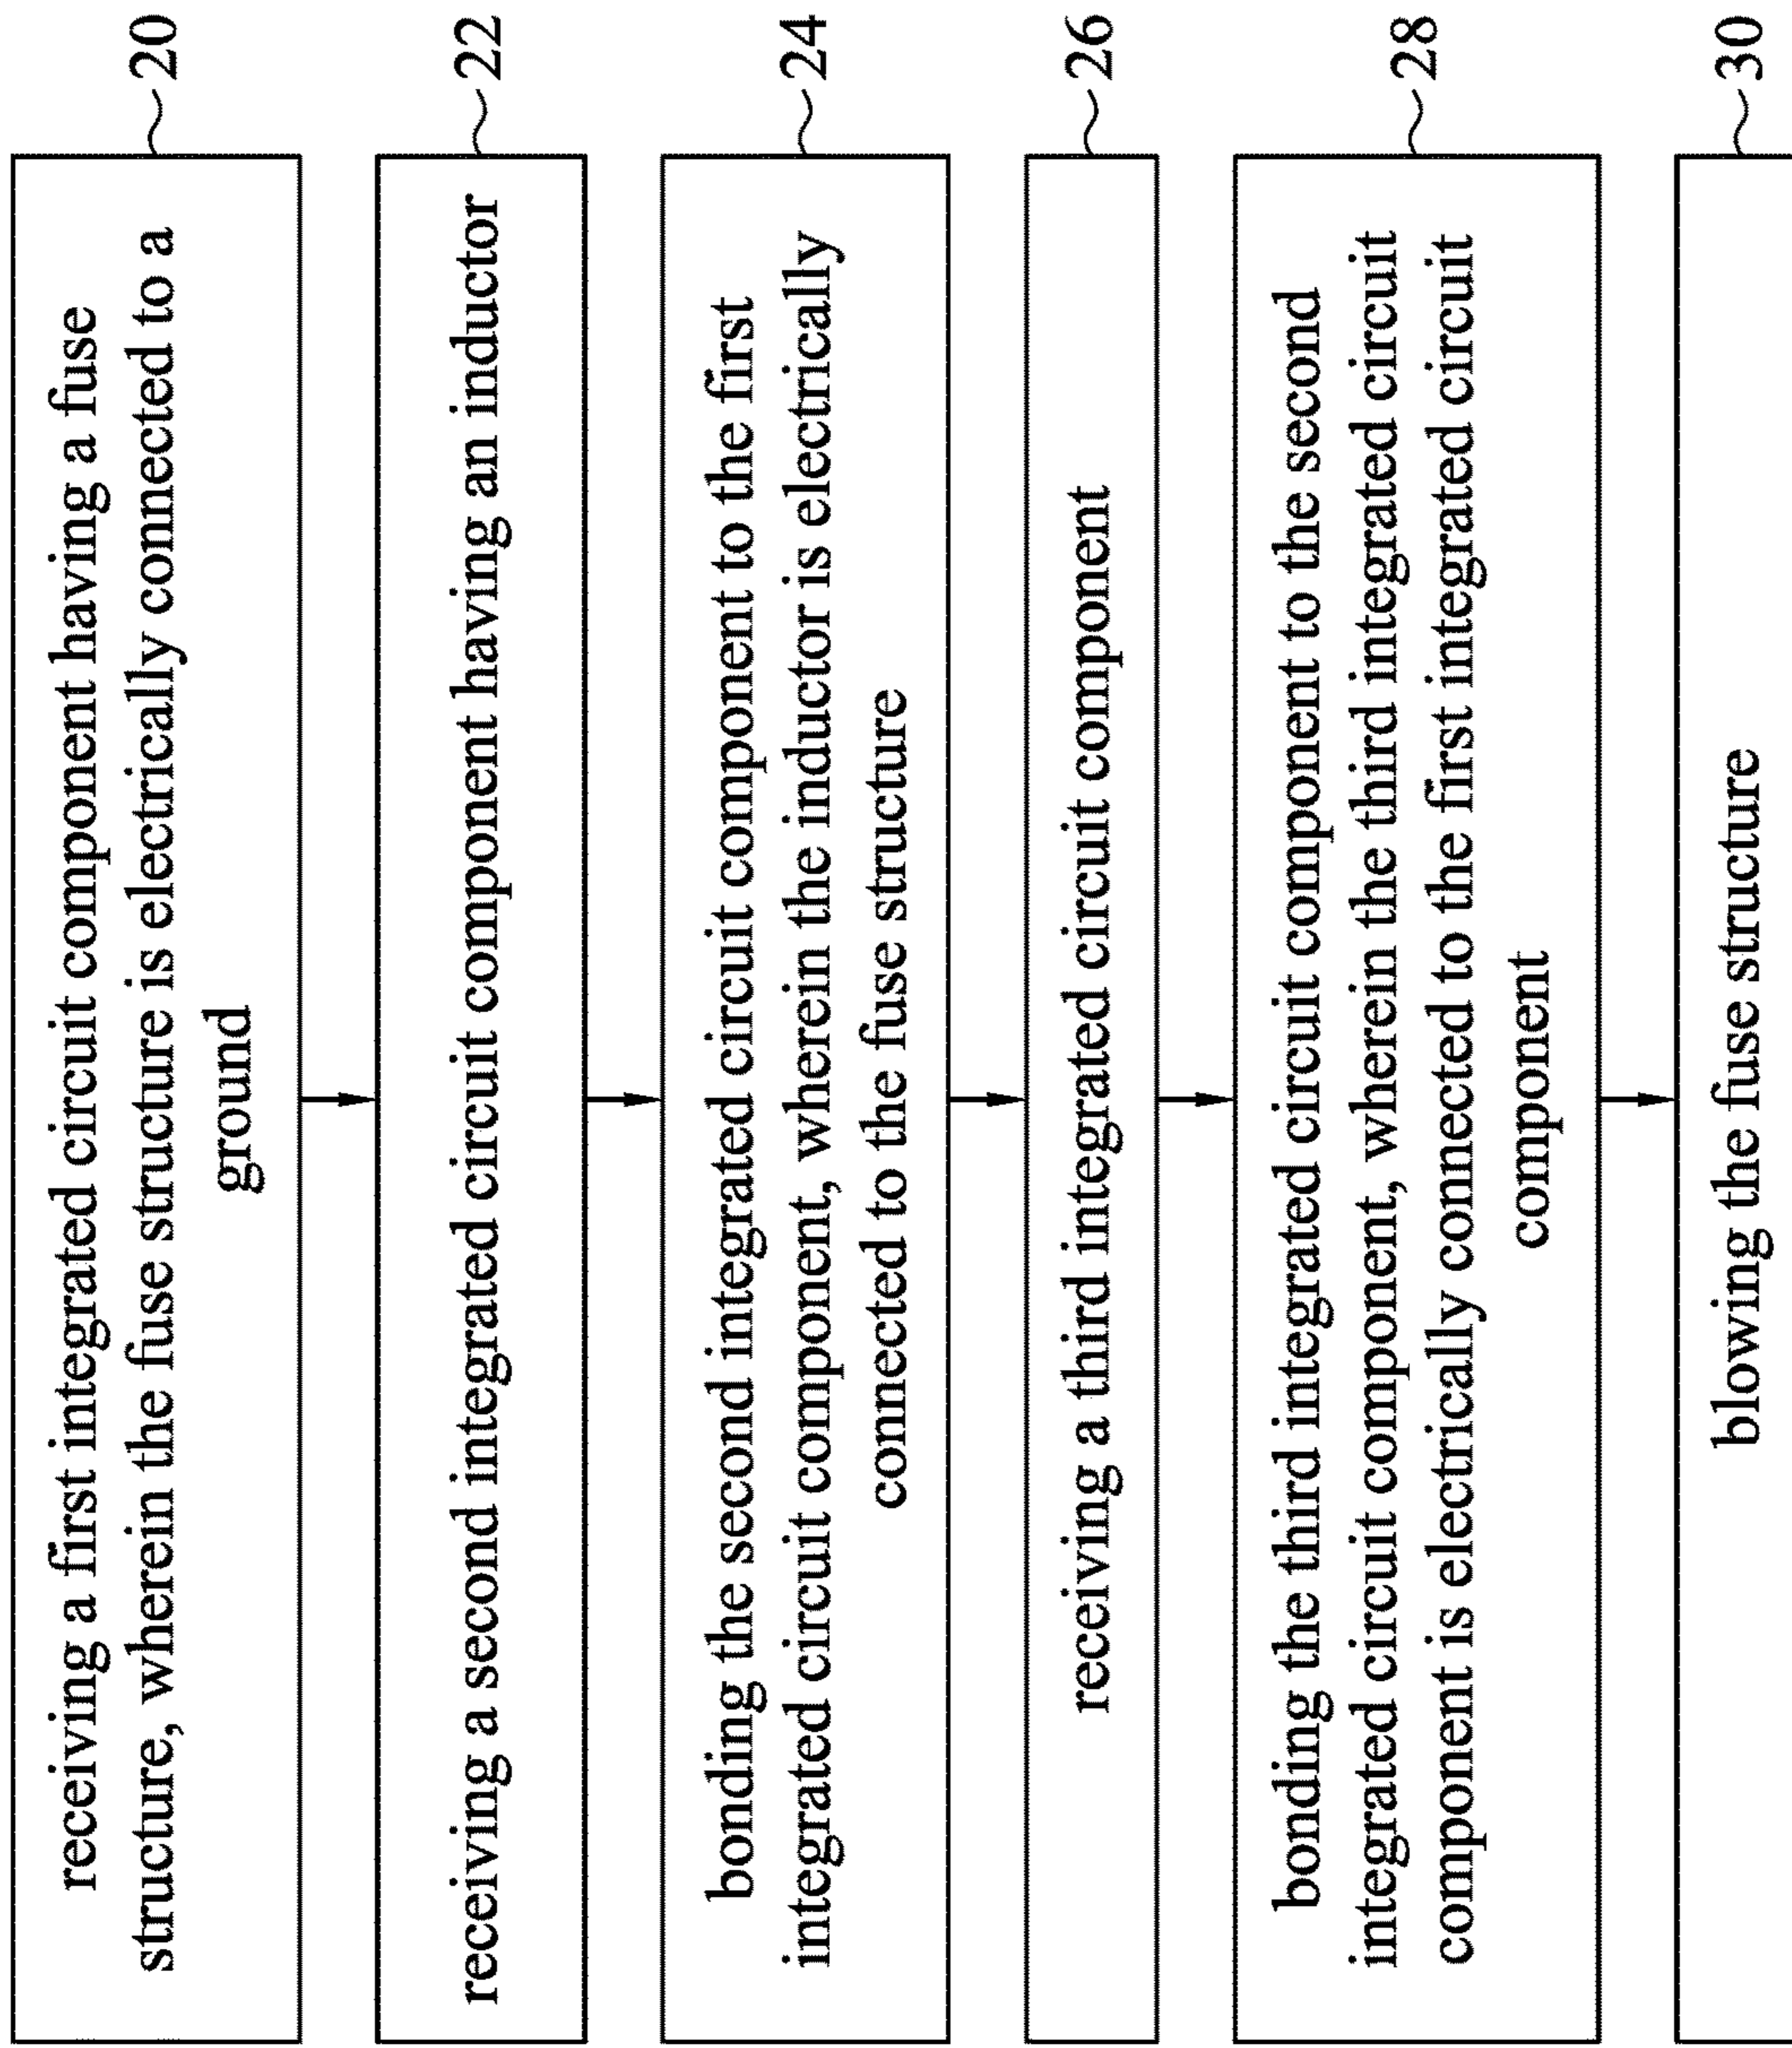 receiving a first integrated circuit component having a fuse
structure, wherein the fuse structure is electrically connected to a
ground
20
receiving a second integrated circuit component having an inductor
22
bonding the second integrated circuit component to the first
integrated circuit component, wherein the inductor is electrically
connected to the fuse structure
24
receiving a third integrated circuit component
26
bonding the third integrated circuit component to the second
integrated circuit component, wherein the third integrated circuit
component is electrically connected to the first integrated circuit
component
28
blowing the fuse structure
30